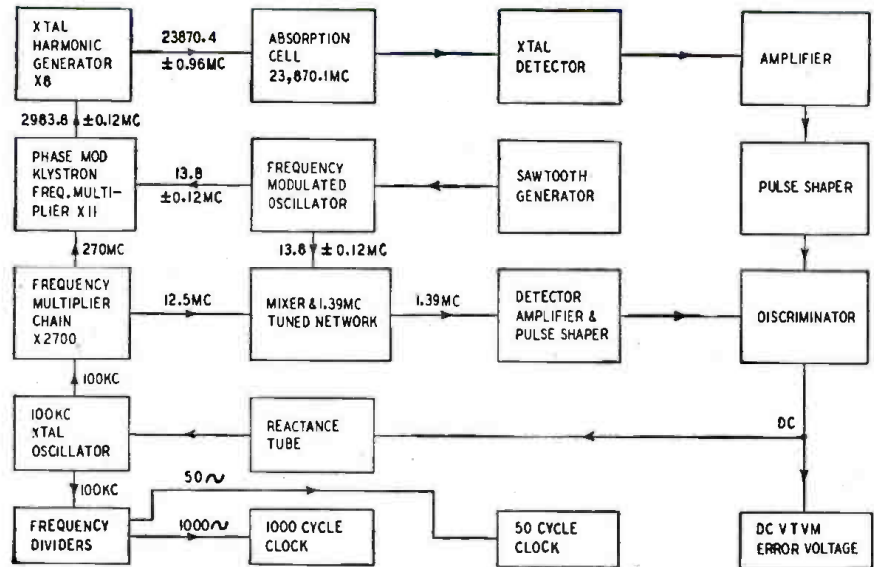 XTAL
HARMONIC
GENERATOR
X8
23870.4
± 0.96MC
ABSORPTION
CELL
23,870.1MC
XTAL
DETECTOR
AMPLIFIER
2983.8 ± 0.12MC
PHASE MOD
KLYSTRON
FREQ. MULTI-
PLIER X11
13.8
±0.12MC
FREQUENCY
MODULATED
OSCILLATOR
SAWTOOTH
GENERATOR
PULSE SHAPER
270MC
13.8 ± 0.12MC
FREQUENCY
MULTIPLIER
CHAIN
X2700
12.5MC
MIXER & 1.39MC
TUNED NETWORK
1.39MC
DETECTOR
AMPLIFIER &
PULSE SHAPER
DISCRIMINATOR
100KC
100KC
XTAL
OSCILLATOR
REACTANCE
TUBE
DC
100KC
50~
FREQUENCY
DIVIDERS
1000~
1000 CYCLE
CLOCK
50 CYCLE
CLOCK
DC VTVM
ERROR VOLTAGE